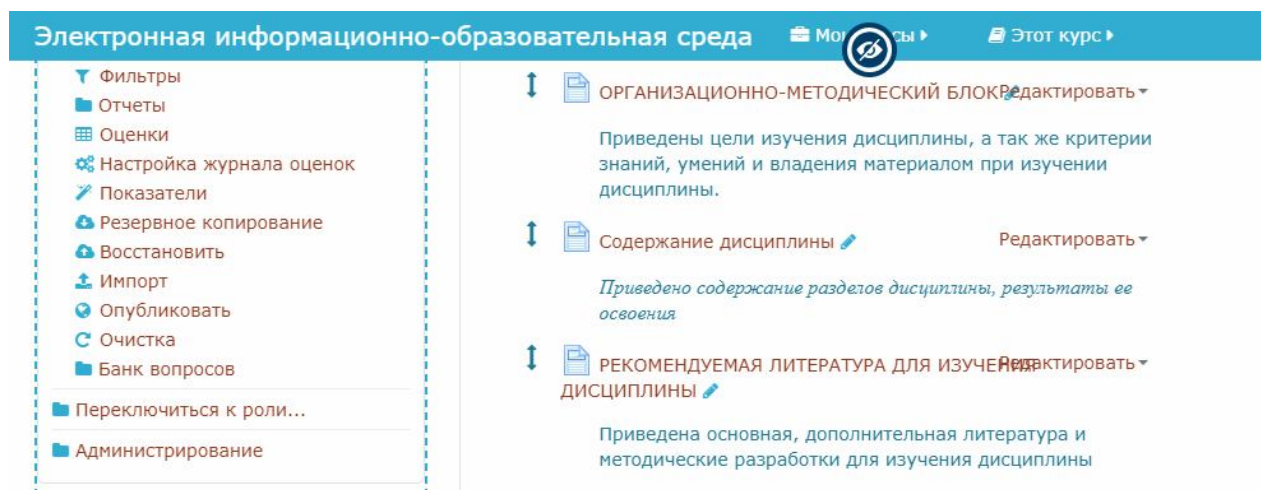 Электронная информационно-образовательная среда
Этот курс
Фильтры
Отчеты
Оценки
Настройка журнала оценок
Показатели
Резервное копирование
Восстановить
Импорт
Опубликовать
Очистка
Банк вопросов
Переключиться к роли...
Администрирование
ОРГАНИЗАЦИОННО-МЕТОДИЧЕСКИЙ БЛОК Редактировать
Приведены цели изучения дисциплины, а так же критерии
знаний, умений и владения материалом при изучении
дисциплины.
Содержание дисциплины Редактировать
Приведено содержание разделов дисциплины, результаты ее
освоения
РЕКОМЕНДУЕМАЯ ЛИТЕРАТУРА ДЛЯ ИЗУЧЕНИЯ Редактировать
ДИСЦИПЛИНЫ
Приведена основная, дополнительная литература и
методические разработки для изучения дисциплины